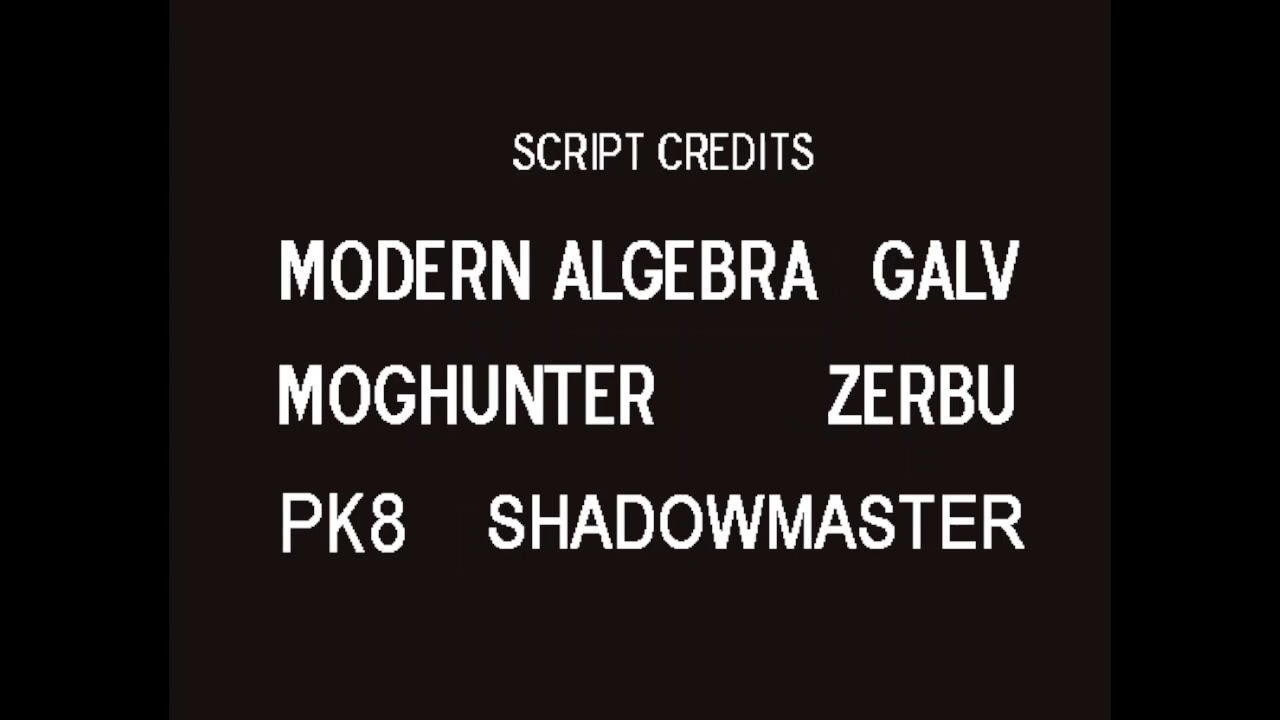 SCRIPT CREDITS
MODERN ALGEBRA GALV
MOGHUNTER ZERBU
PK8 SHADOWMASTER